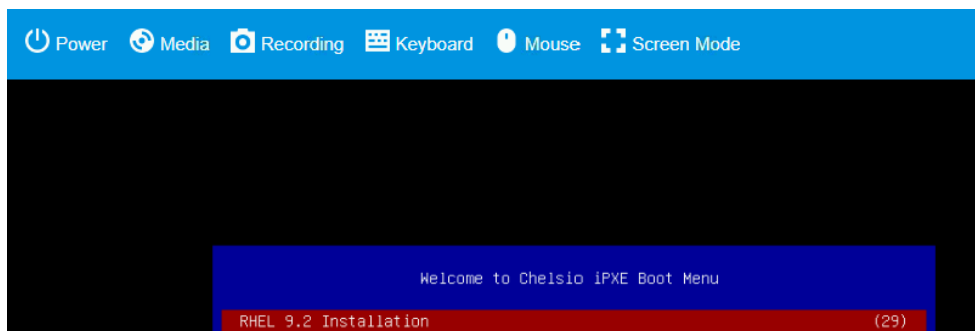 Power Media Recording Keyboard Mouse Screen Mode
Welcome to Chelsio iPXE Boot Menu
RHEL 9.2 Installation (29)